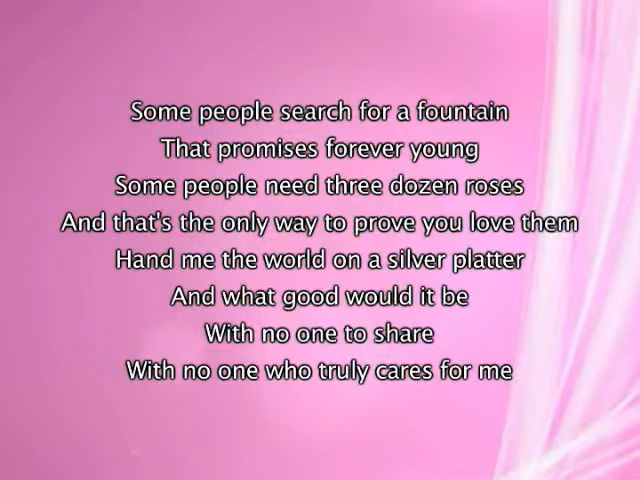 Some people search for a fountain
That promises forever young
Some people need three dozen roses
And that's the only way to prove you love them
Hand me the world on a silver platter
And what good would it be
With no one to share
With no one who truly cares for me